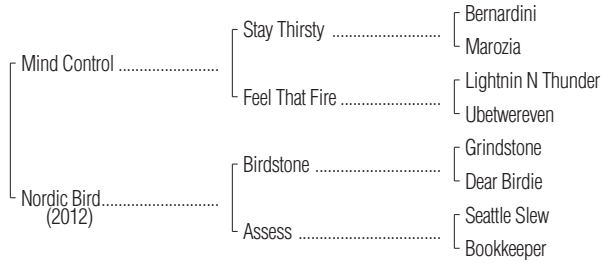 Bernardini
Stay Thirsty ......................
Marozia
Mind Control ....................
Lightnin N Thunder
Feel That Fire ....................
Ubetwereven
Grindstone
Birdstone .........................
Dear Birdie
Nordic Bird.......................
(2012)
Seattle Slew
Assess ............................
Bookkeeper